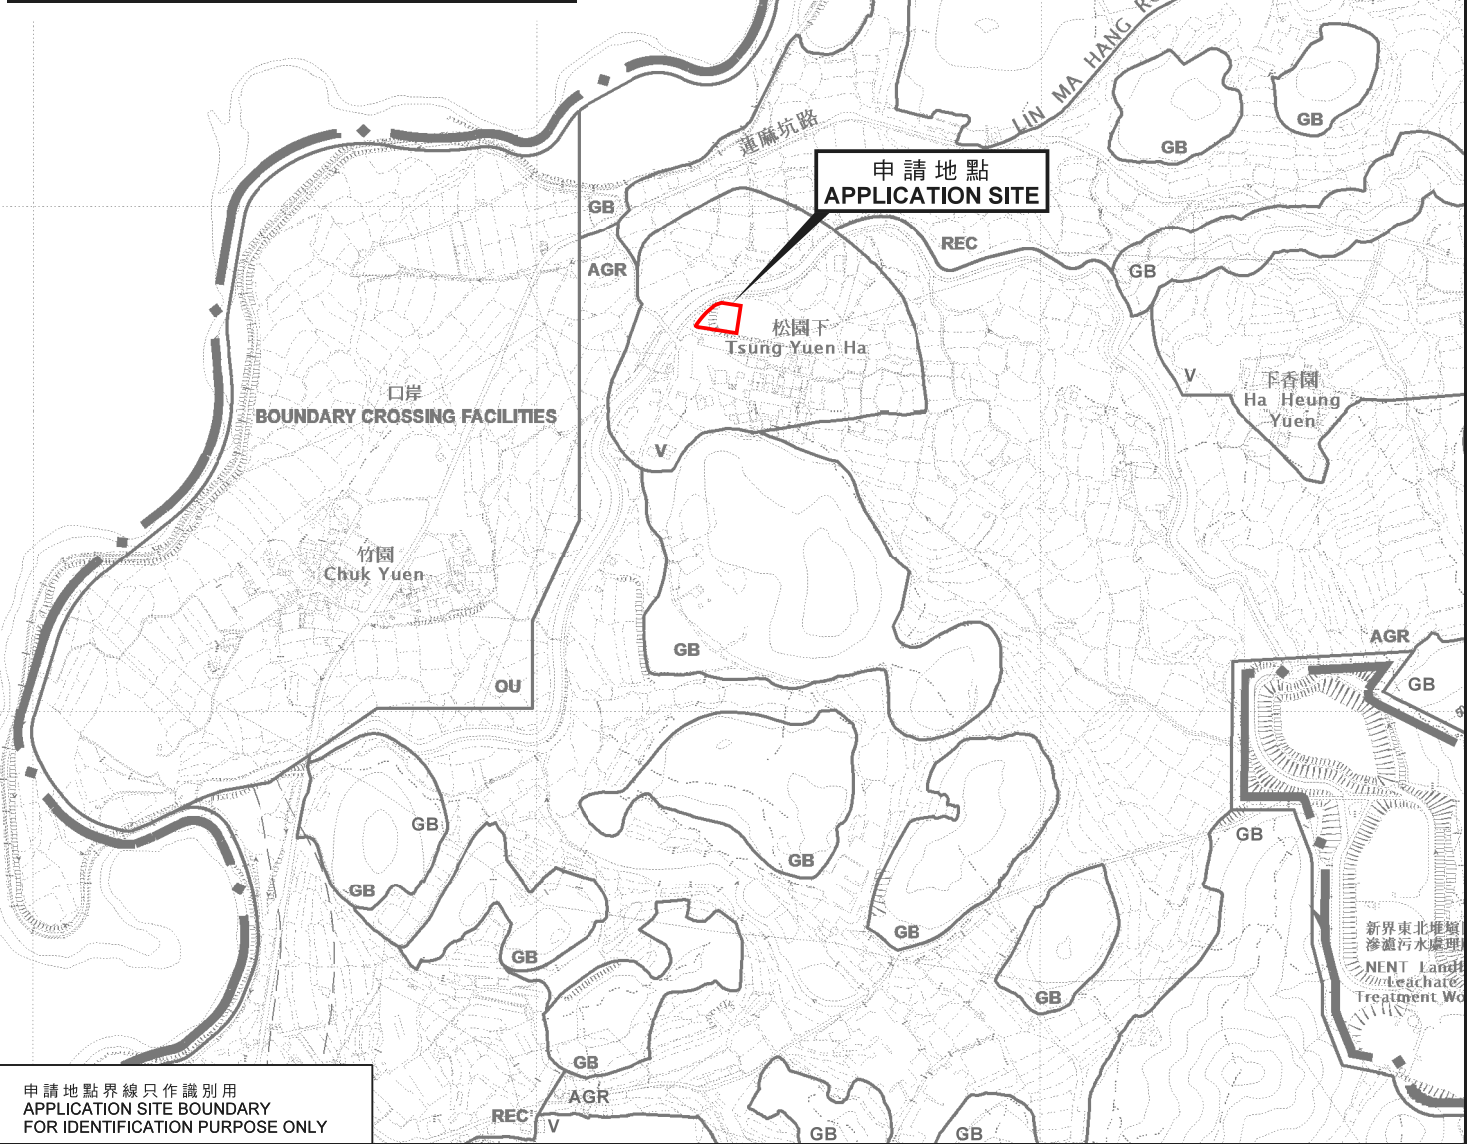 LIN MA HANG
蓮麻坑路
GB
GB
申請地點
APPLICATION SITE
GB
REC
AGR
GB
松園下
Tsung Yuen Ha
V
下香園
Ha Heung
Yuen
口岸
BOUNDARY CROSSING FACILITIES
V
竹園
Chuk Yuen
GB
AGR
OU
GB
GB
GB
GB
GB
GB
GB
GB
新界東北堆填
滲濾污水處理
NENT Landf
Leachate
Treatment Wo
GB
GB
AGR
REC
V
GB
GB
申請地點界線只作識別用
APPLICATION SITE BOUNDARY
FOR IDENTIFICATION PURPOSE ONLY